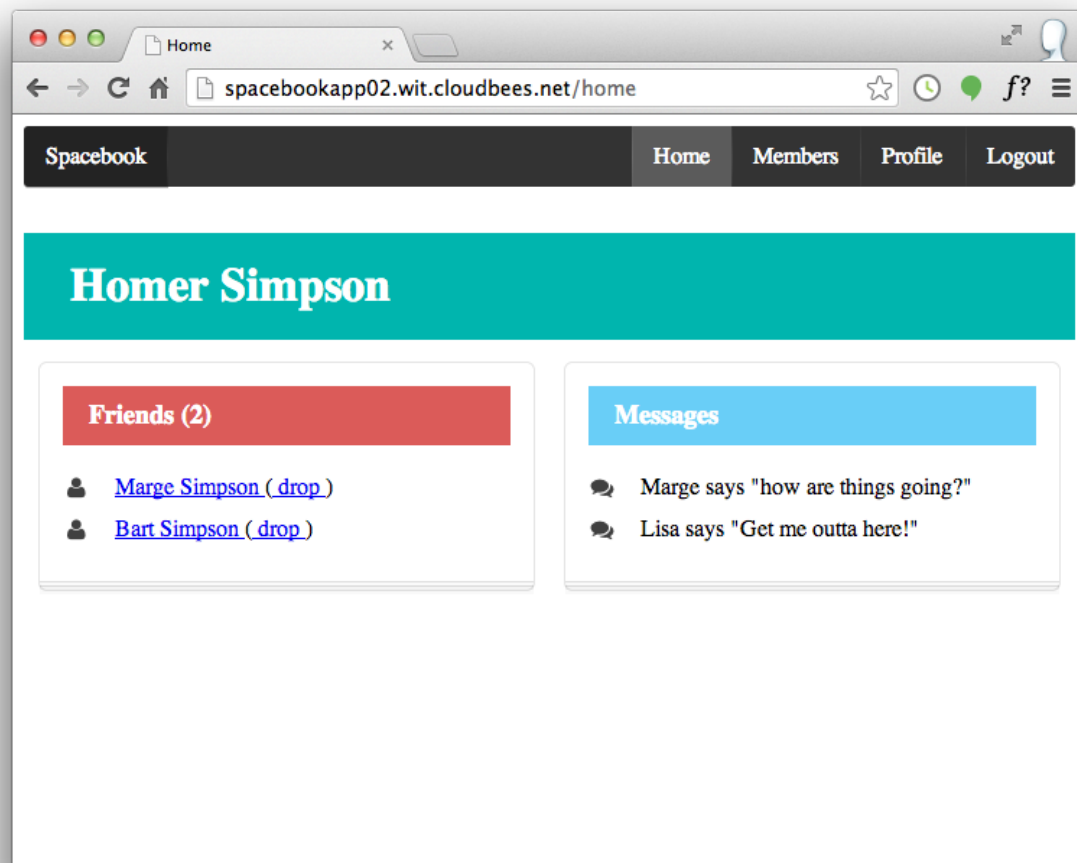 Home
spacebookapp02.wit.cloudbees.net/home
f?
Spacebook Home Members Profile Logout
Homer Simpson
Friends (2)
Marge Simpson ( drop )
Bart Simpson ( drop )
Messages
Marge says "how are things going?"
Lisa says "Get me outta here!"